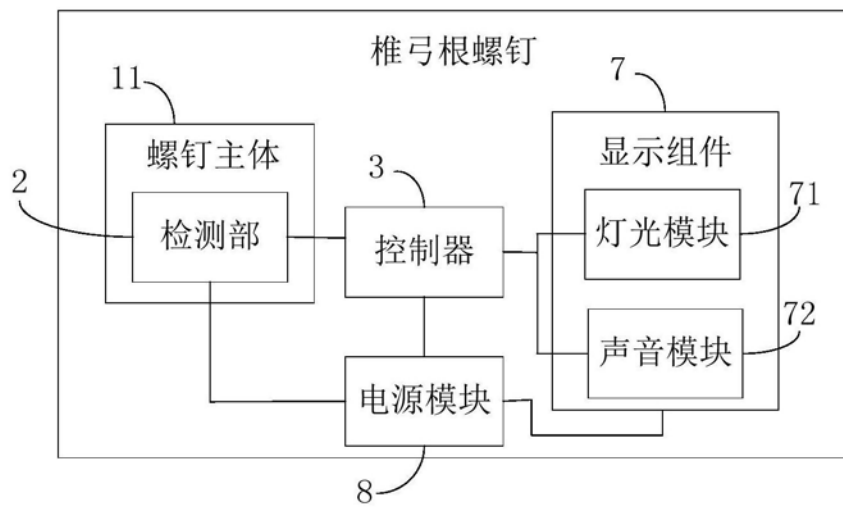 椎弓根螺钉
11
7
螺钉主体
显示组件
2
3
71
检测部
控制器
灯光模块
72
电源模块
声音模块
8